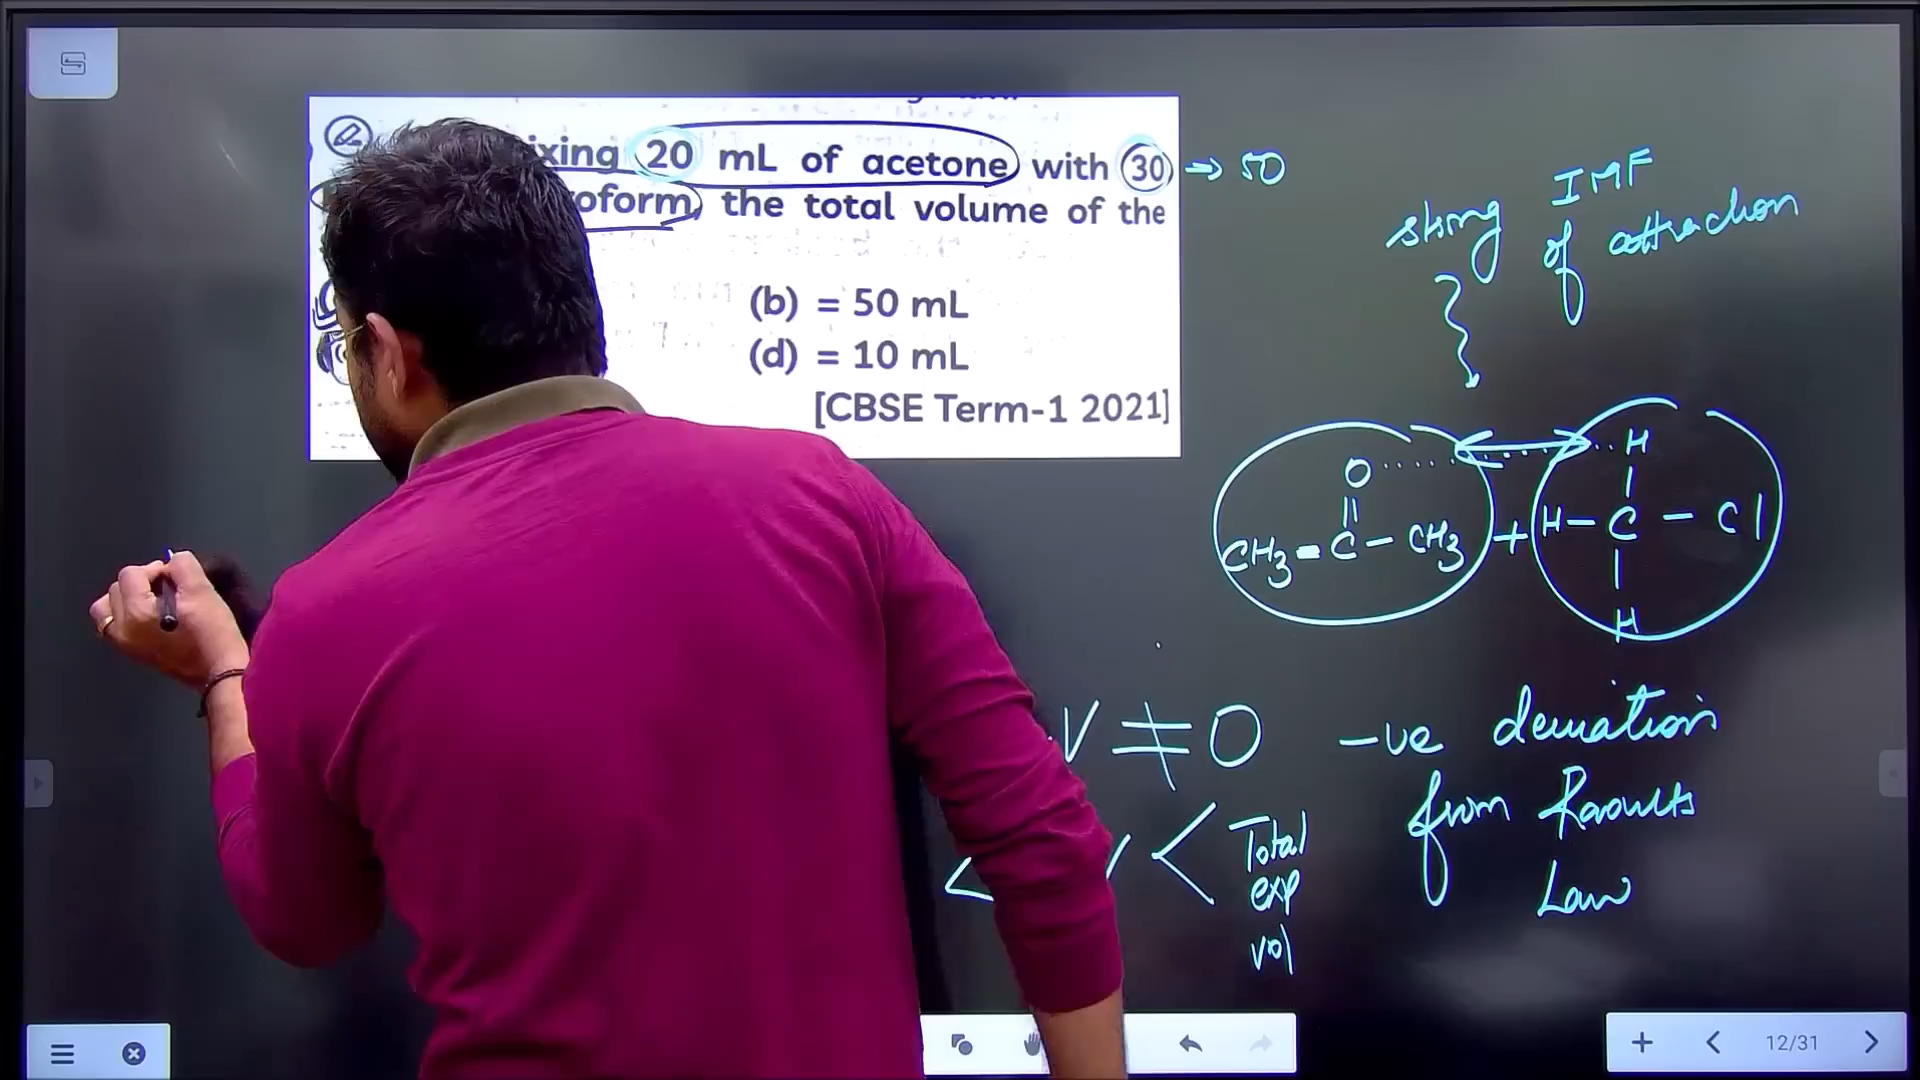 ixing 20 mL of acetone with 30 → 50
oform, the total volume of the
(b) = 50 mL
(d) = 10 mL
[CBSE Term-1 2021]
strong IMF
of attraction
O H
CH3 - C - CH3 + H - C - Cl
H
V ≠ 0 -ve deviation
from Raoults
Law
< Total
exp
vol
12/31